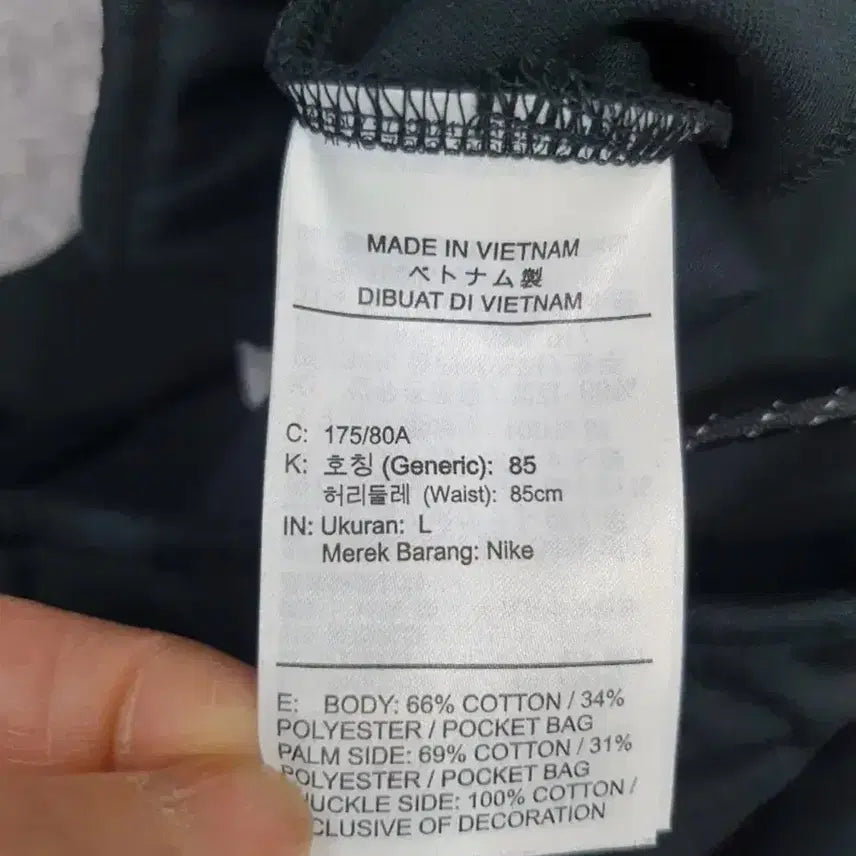 MADE IN VIETNAM
ベトナム製
DIBUAT DI VIETNAM
C: 175/80A
K: 호칭 (Generic): 85
허리둘레 (Waist): 85cm
IN: Ukuran: L
Merek Barang: Nike
E: BODY: 66% COTTON / 34%
POLYESTER / POCKET BAG
PALM SIDE: 69% COTTON / 31%
POLYESTER / POCKET BAG
SIDE: 100% COTTON /
OF DECORATION